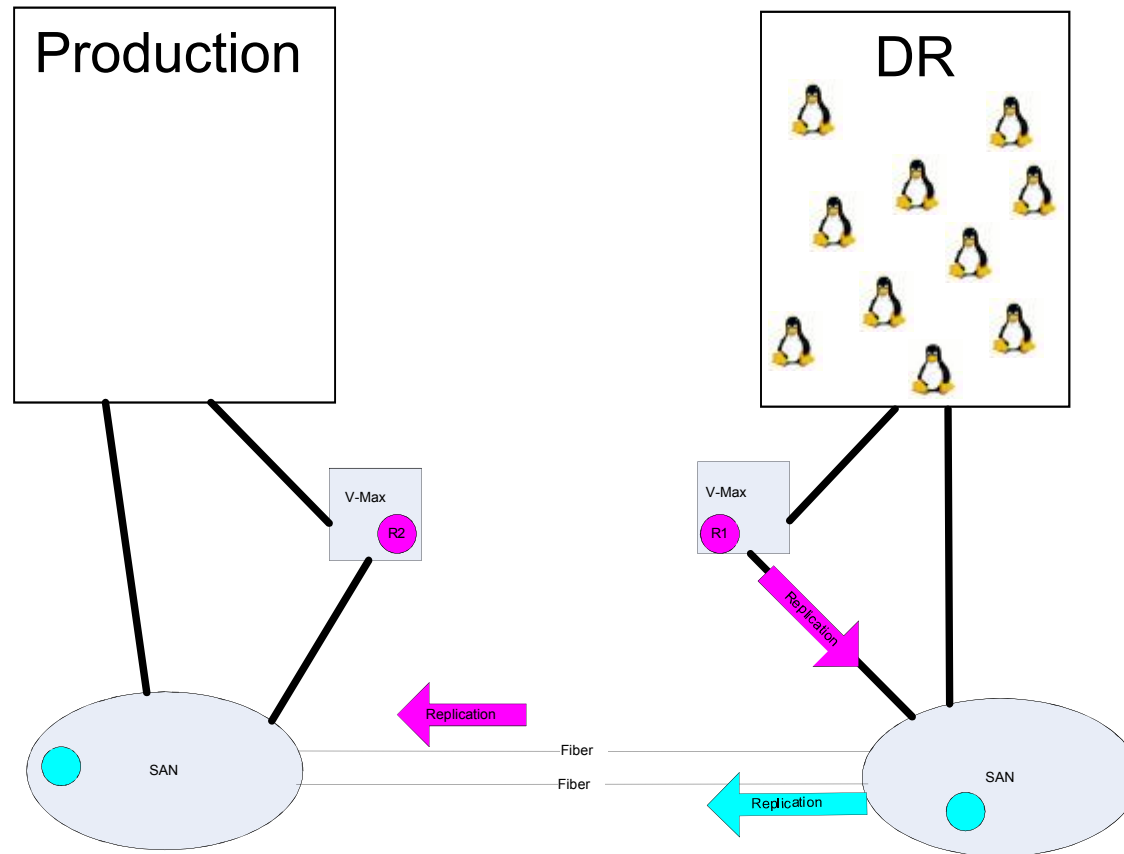 Production
DR
V-Max
R2
V-Max
R1
Replication
Replication
Fiber
SAN
Fiber
SAN
Replication